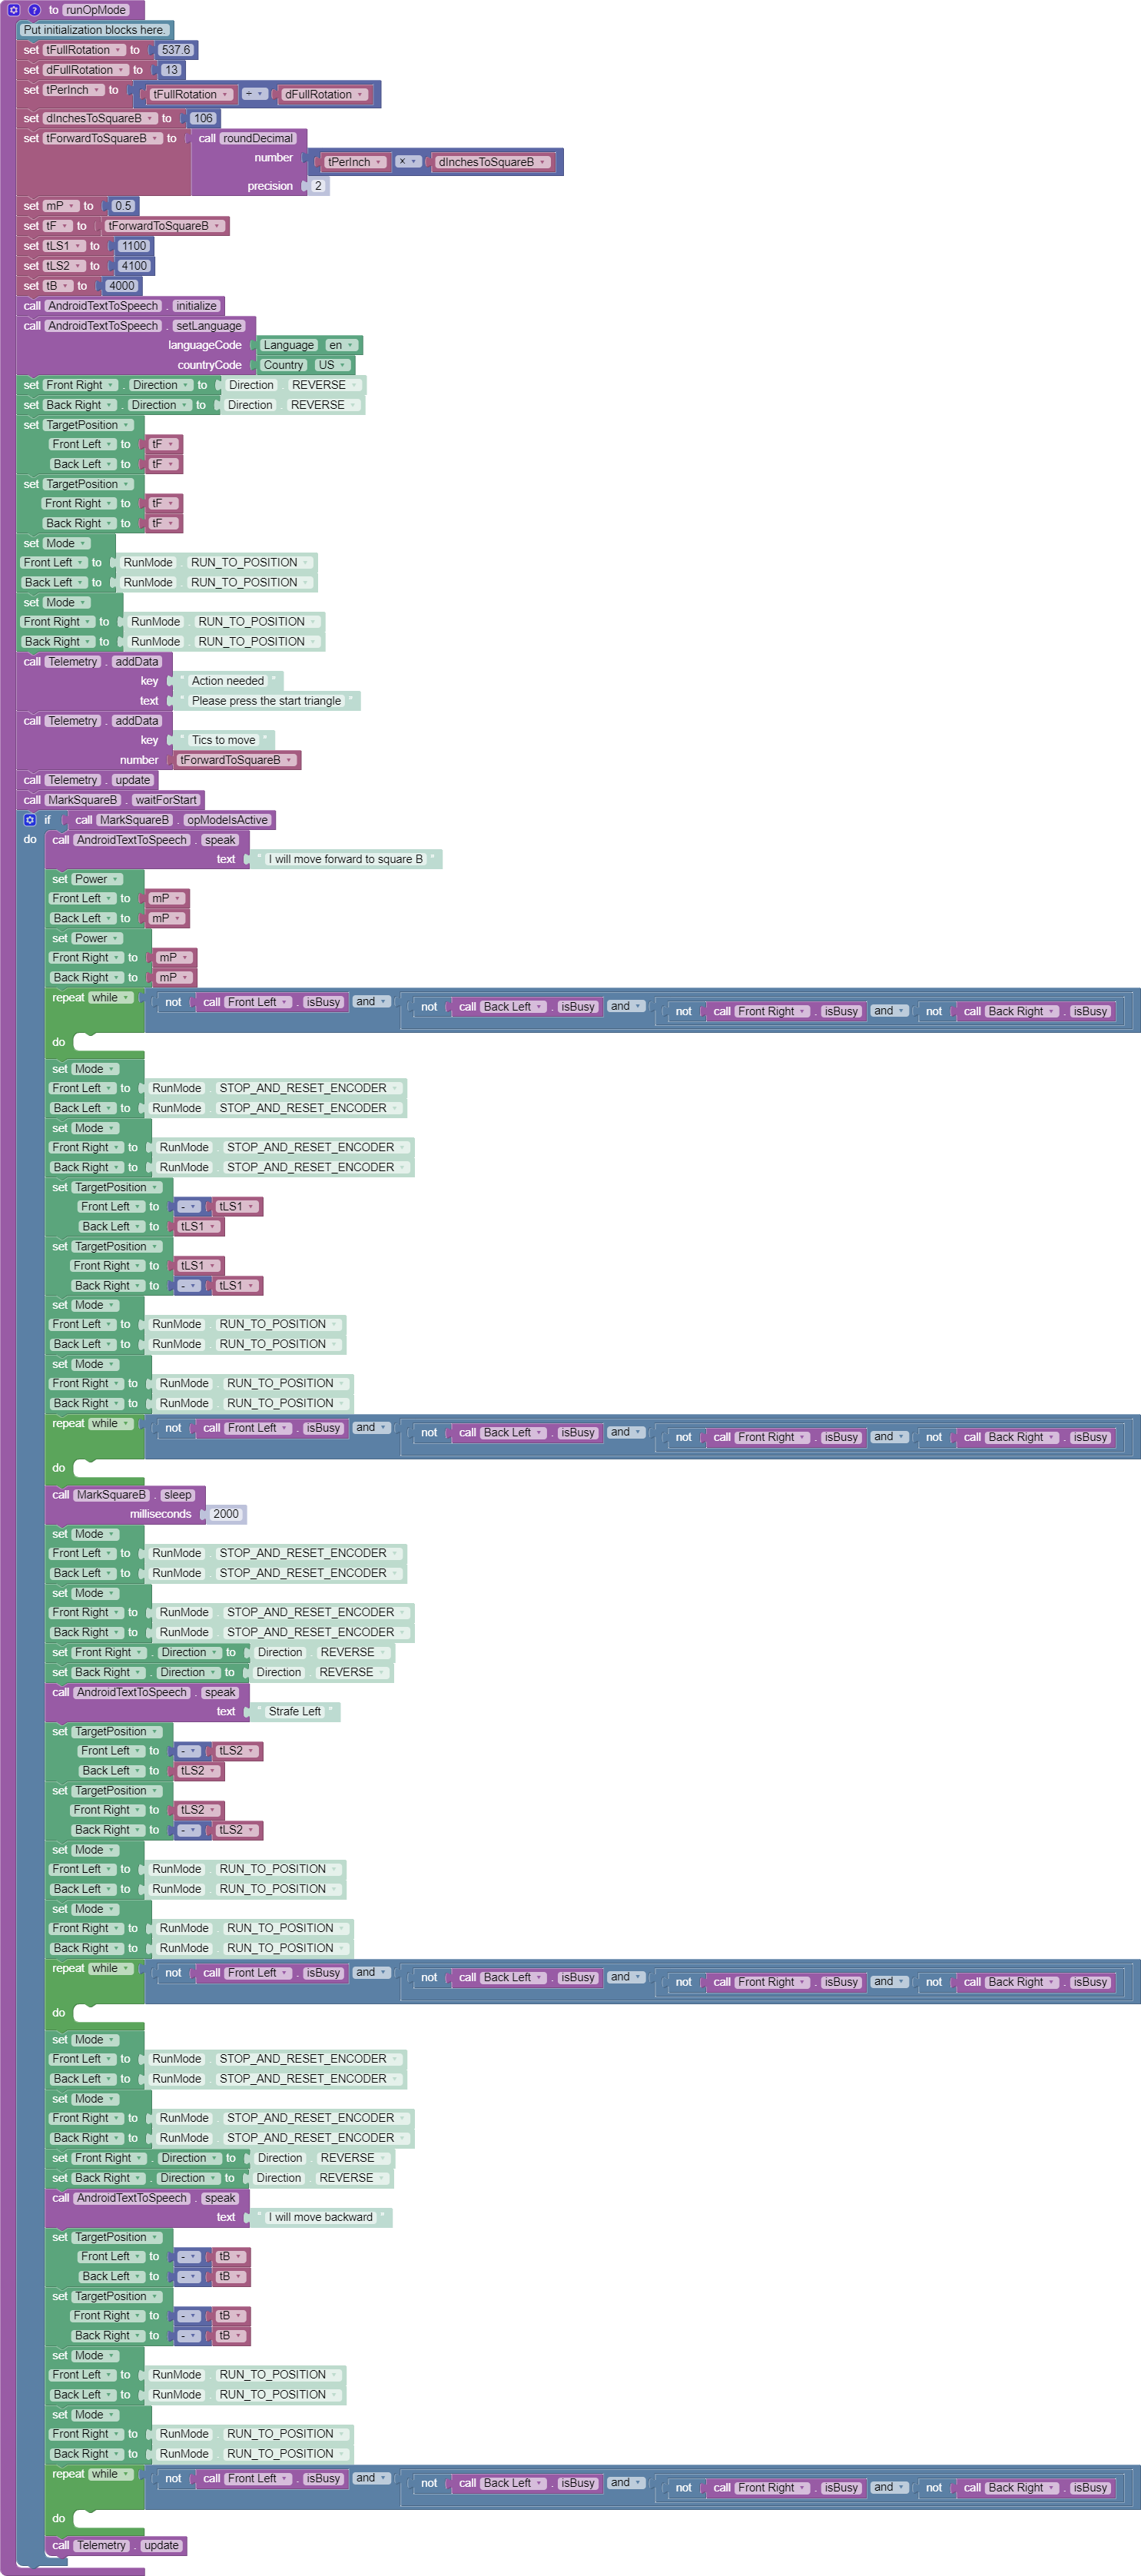 to runOpMode
Put initialization blocks here.
set tFullRotation to 537.6
set dFullRotation to 13
set tPerInch to tFullRotation ÷ dFullRotation
set dInchesToSquareB to 106
set tForwardToSquareB to call roundDecimal
number tPerInch × dInchesToSquareB
precision 2
set mP to 0.5
set tF to tForwardToSquareB
set tLS1 to 1100
set tLS2 to 4100
set tB to 4000
call AndroidTextToSpeech . initialize
call AndroidTextToSpeech . setLanguage
languageCode Language en
countryCode Country US
set Front Right . Direction to Direction . REVERSE
set Back Right . Direction to Direction . REVERSE
set TargetPosition
Front Left to tF
Back Left to tF
set TargetPosition
Front Right to tF
Back Right to tF
set Mode
Front Left to RunMode . RUN_TO_POSITION
Back Left to RunMode . RUN_TO_POSITION
set Mode
Front Right to RunMode . RUN_TO_POSITION
Back Right to RunMode . RUN_TO_POSITION
call Telemetry . addData
key " Action needed "
text " Please press the start triangle "
call Telemetry . addData
key " Tics to move "
number tForwardToSquareB
call Telemetry . update
call MarkSquareB . waitForStart
if call MarkSquareB . opModeIsActive
do call AndroidTextToSpeech . speak
text " I will move forward to square B "
set Power
Front Left to mP
Back Left to mP
set Power
Front Right to mP
Back Right to mP
repeat while not call Front Left . isBusy and not call Back Left . isBusy and not call Front Right . isBusy and not call Back Right . isBusy
do
set Mode
Front Left to RunMode . STOP_AND_RESET_ENCODER
Back Left to RunMode . STOP_AND_RESET_ENCODER
set Mode
Front Right to RunMode . STOP_AND_RESET_ENCODER
Back Right to RunMode . STOP_AND_RESET_ENCODER
set TargetPosition
Front Left to - tLS1
Back Left to tLS1
set TargetPosition
Front Right to tLS1
Back Right to - tLS1
set Mode
Front Left to RunMode . RUN_TO_POSITION
Back Left to RunMode . RUN_TO_POSITION
set Mode
Front Right to RunMode . RUN_TO_POSITION
Back Right to RunMode . RUN_TO_POSITION
repeat while not call Front Left . isBusy and not call Back Left . isBusy and not call Front Right . isBusy and not call Back Right . isBusy
do
call MarkSquareB . sleep
milliseconds 2000
set Mode
Front Left to RunMode . STOP_AND_RESET_ENCODER
Back Left to RunMode . STOP_AND_RESET_ENCODER
set Mode
Front Right to RunMode . STOP_AND_RESET_ENCODER
Back Right to RunMode . STOP_AND_RESET_ENCODER
set Front Right . Direction to Direction . REVERSE
set Back Right . Direction to Direction . REVERSE
call AndroidTextToSpeech . speak
text " Strafe Left "
set TargetPosition
Front Left to - tLS2
Back Left to tLS2
set TargetPosition
Front Right to tLS2
Back Right to - tLS2
set Mode
Front Left to RunMode . RUN_TO_POSITION
Back Left to RunMode . RUN_TO_POSITION
set Mode
Front Right to RunMode . RUN_TO_POSITION
Back Right to RunMode . RUN_TO_POSITION
repeat while not call Front Left . isBusy and not call Back Left . isBusy and not call Front Right . isBusy and not call Back Right . isBusy
do
set Mode
Front Left to RunMode . STOP_AND_RESET_ENCODER
Back Left to RunMode . STOP_AND_RESET_ENCODER
set Mode
Front Right to RunMode . STOP_AND_RESET_ENCODER
Back Right to RunMode . STOP_AND_RESET_ENCODER
set Front Right . Direction to Direction . REVERSE
set Back Right . Direction to Direction . REVERSE
call AndroidTextToSpeech . speak
text " I will move backward "
set TargetPosition
Front Left to - tB
Back Left to - tB
set TargetPosition
Front Right to - tB
Back Right to - tB
set Mode
Front Left to RunMode . RUN_TO_POSITION
Back Left to RunMode . RUN_TO_POSITION
set Mode
Front Right to RunMode . RUN_TO_POSITION
Back Right to RunMode . RUN_TO_POSITION
repeat while not call Front Left . isBusy and not call Back Left . isBusy and not call Front Right . isBusy and not call Back Right . isBusy
do
call Telemetry . update